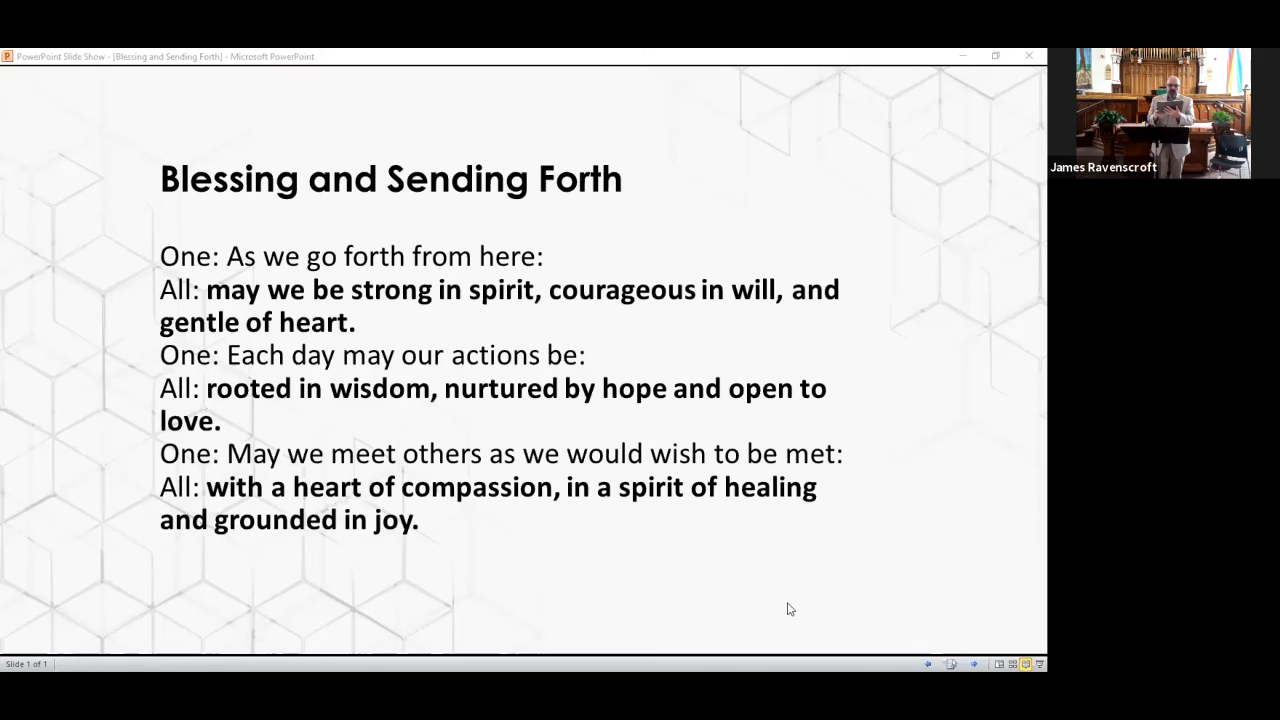 PowerPoint Slide Show - [Blessing and Sending Forth] - Microsoft PowerPoint
Blessing and Sending Forth
One: As we go forth from here:
All: may we be strong in spirit, courageous in will, and
gentle of heart.
One: Each day may our actions be:
All: rooted in wisdom, nurtured by hope and open to
love.
One: May we meet others as we would wish to be met:
All: with a heart of compassion, in a spirit of healing
and grounded in joy.
James Ravenscroft
Slide 1 of 1